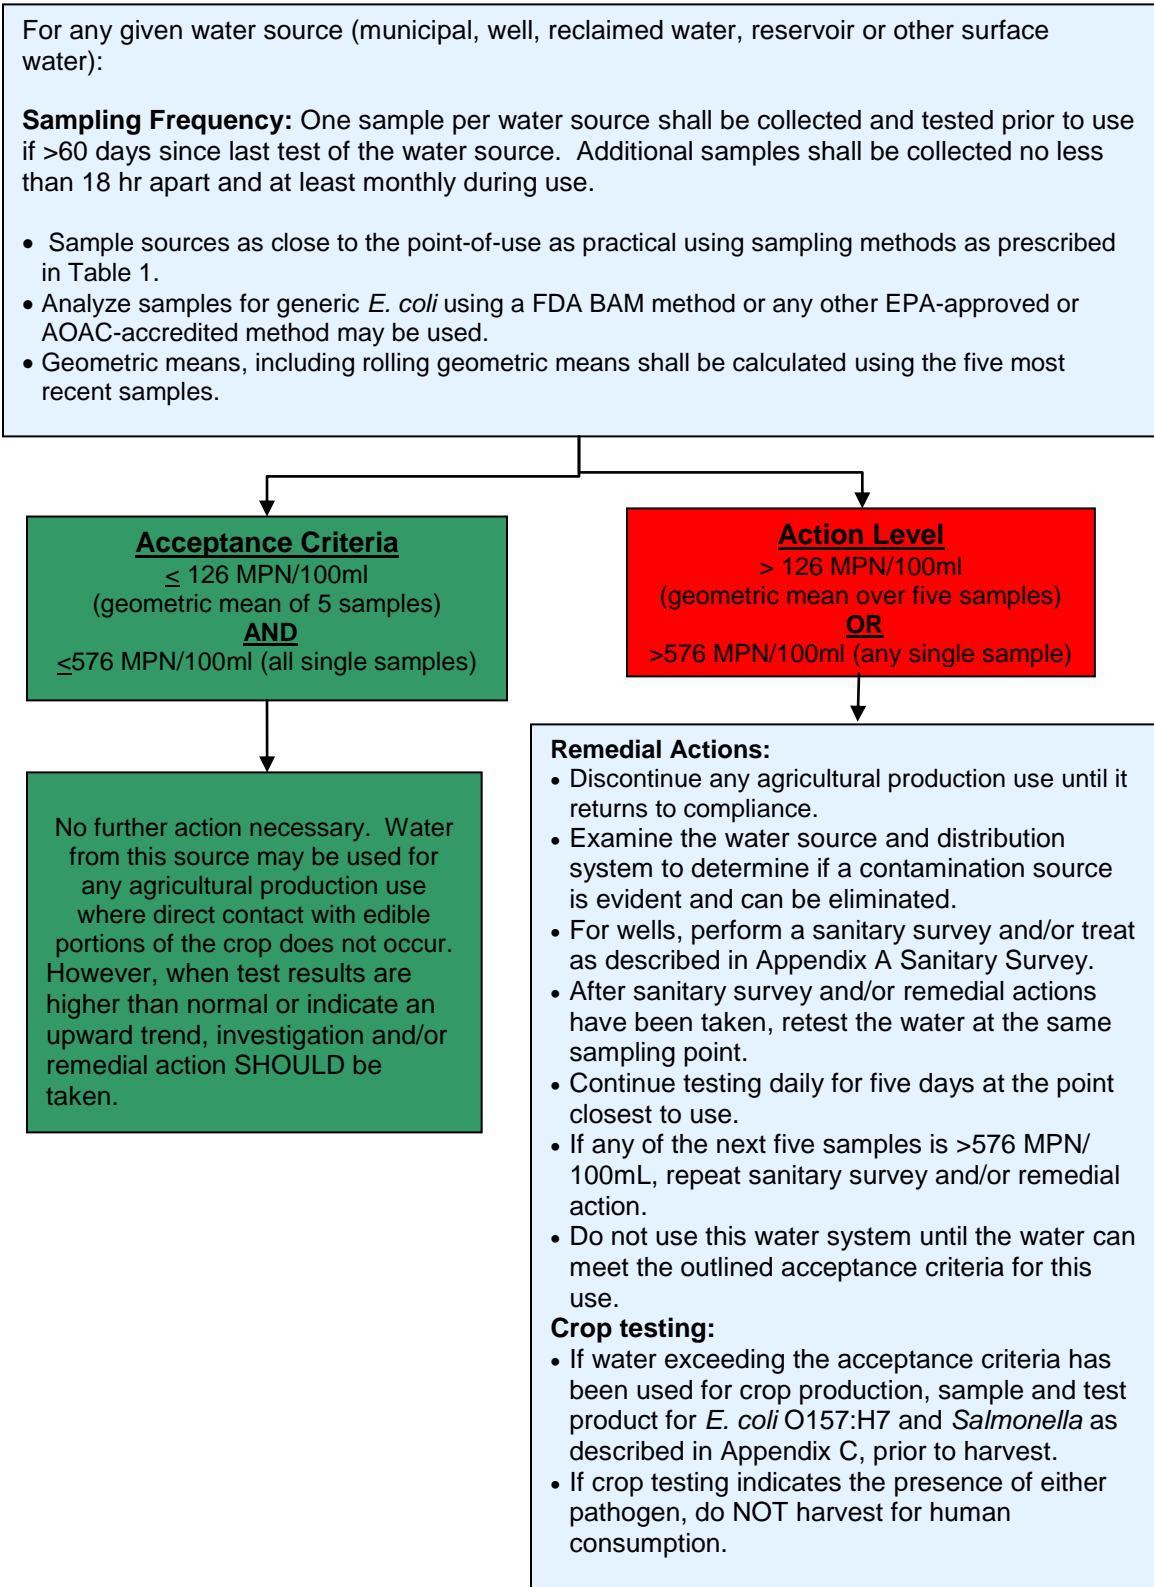 For any given water source (municipal, well, reclaimed water, reservoir or other surface
water):
Sampling Frequency: One sample per water source shall be collected and tested prior to use
if >60 days since last test of the water source.  Additional samples shall be collected no less
than 18 hr apart and at least monthly during use.
• Sample sources as close to the point-of-use as practical using sampling methods as prescribed
in Table 1.
• Analyze samples for generic E. coli using a FDA BAM method or any other EPA-approved or
AOAC-accredited method may be used.
• Geometric means, including rolling geometric means shall be calculated using the five most
recent samples.
Acceptance Criteria
≤ 126 MPN/100ml
(geometric mean of 5 samples)
AND
≤576 MPN/100ml (all single samples)
No further action necessary.  Water
from this source may be used for
any agricultural production use
where direct contact with edible
portions of the crop does not occur.
However, when test results are
higher than normal or indicate an
upward trend, investigation and/or
remedial action SHOULD be
taken.
Action Level
> 126 MPN/100ml
(geometric mean over five samples)
OR
>576 MPN/100ml (any single sample)
Remedial Actions:
• Discontinue any agricultural production use until it
returns to compliance.
• Examine the water source and distribution
system to determine if a contamination source
is evident and can be eliminated.
• For wells, perform a sanitary survey and/or treat
as described in Appendix A Sanitary Survey.
• After sanitary survey and/or remedial actions
have been taken, retest the water at the same
sampling point.
• Continue testing daily for five days at the point
closest to use.
• If any of the next five samples is >576 MPN/
100mL, repeat sanitary survey and/or remedial
action.
• Do not use this water system until the water can
meet the outlined acceptance criteria for this
use.
Crop testing:
• If water exceeding the acceptance criteria has
been used for crop production, sample and test
product for E. coli O157:H7 and Salmonella as
described in Appendix C, prior to harvest.
• If crop testing indicates the presence of either
pathogen, do NOT harvest for human
consumption.